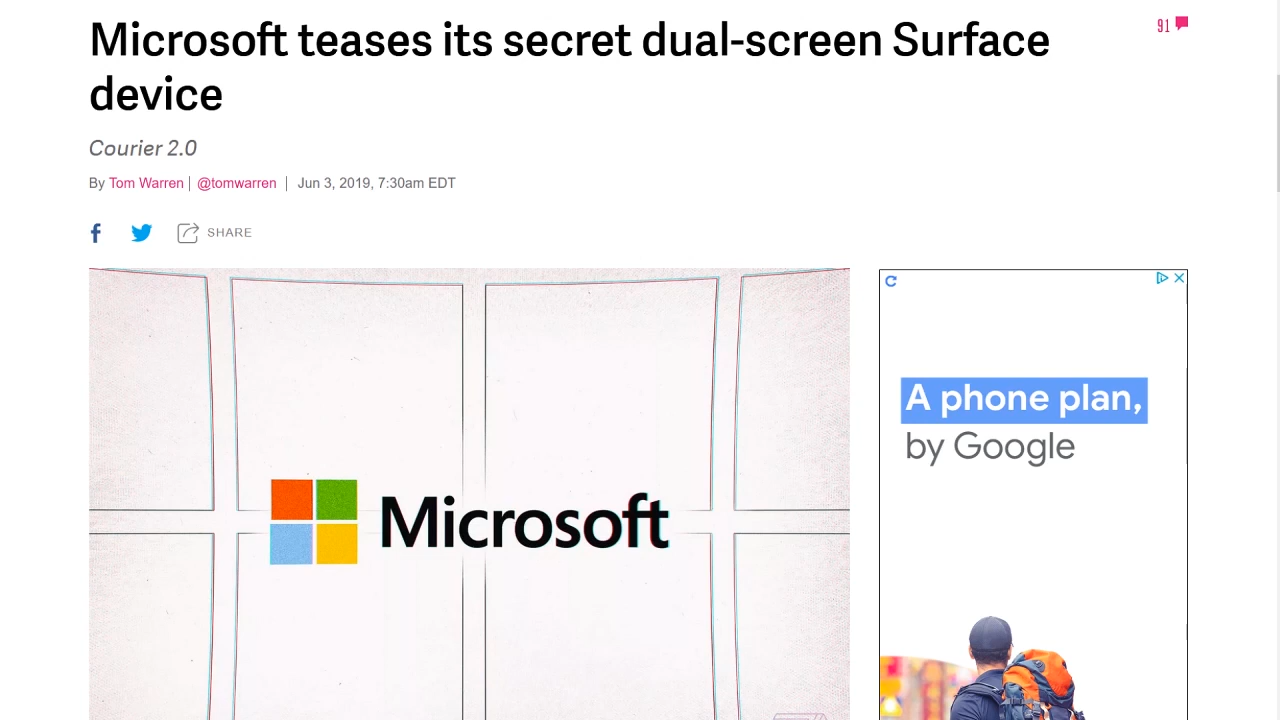 Microsoft teases its secret dual-screen Surface
device
91
Courier 2.0
By Tom Warren | @tomwarren | Jun 3, 2019, 7:30am EDT
SHARE
Microsoft
A phone plan,
by Google